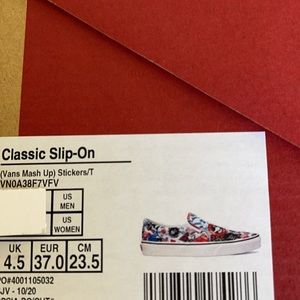 Classic Slip-On
(Vans Mash Up) Stickers/T
VN0A38F7VFV
US
MEN
US
WOMEN
UK EUR CM
4.5 37.0 23.5
PO#4001105032
JV - 10/20